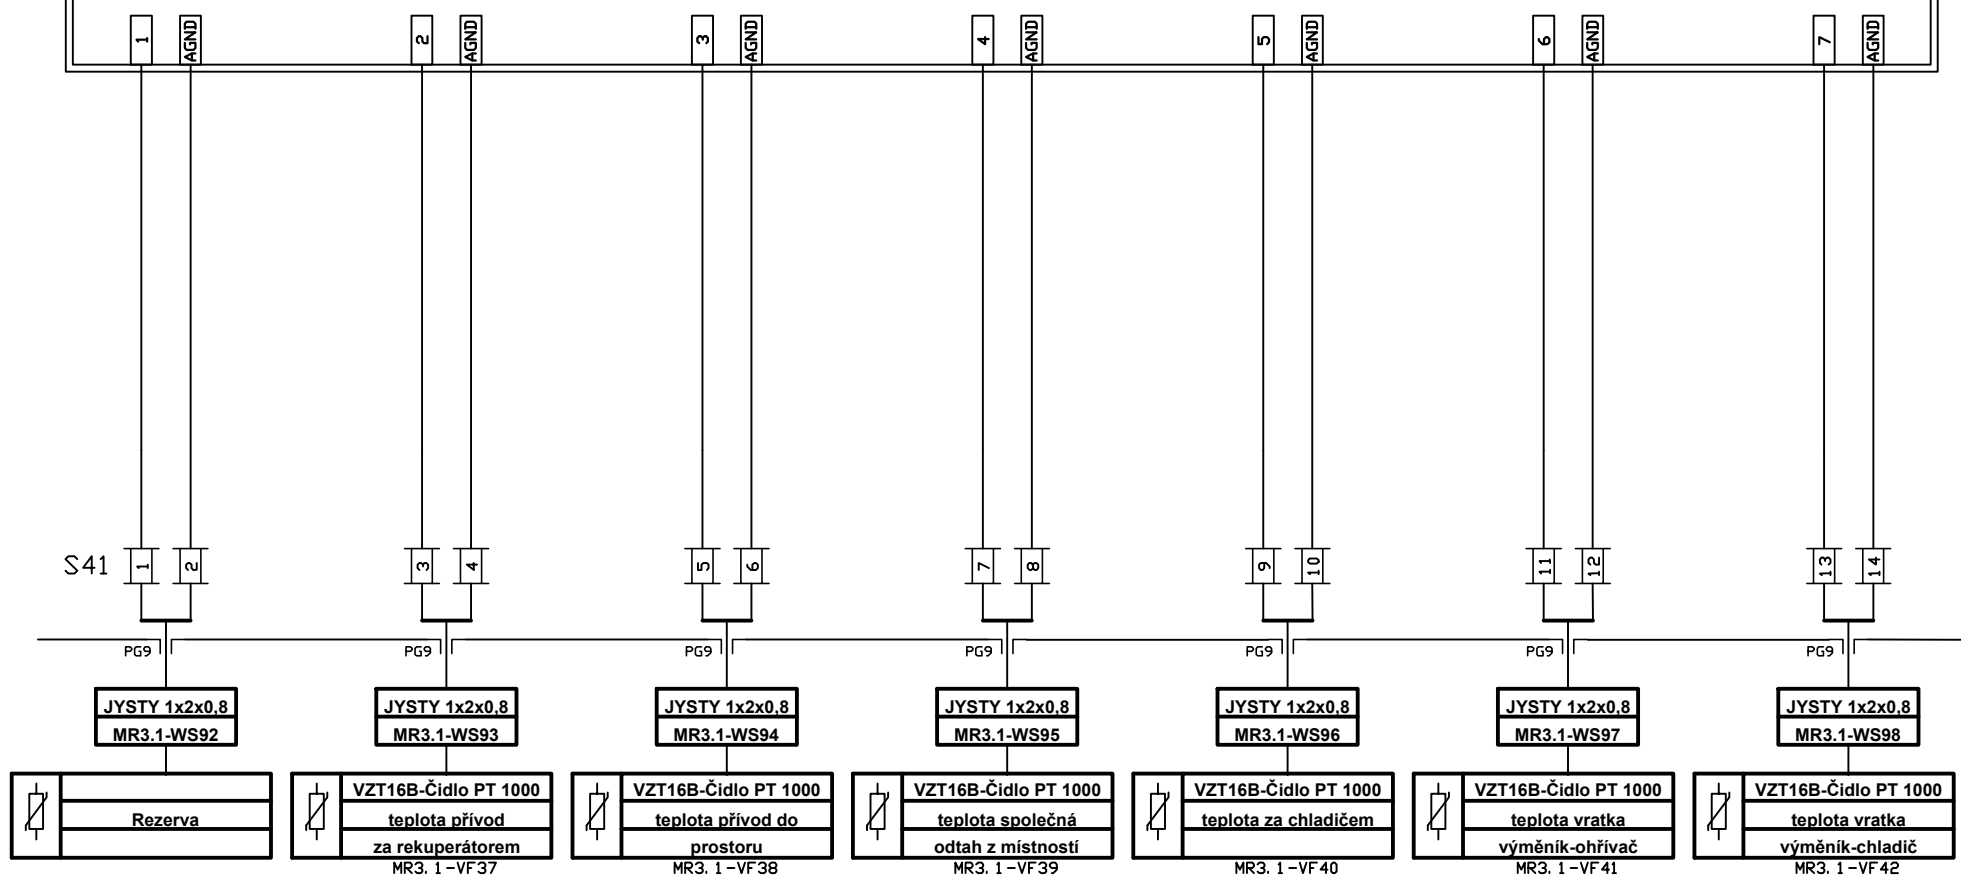 1 AGND 2 AGND 3 AGND 4 AGND 5 AGND 6 AGND 7 AGND
S41 1 2 3 4 5 6 7 8 9 10 11 12 13 14
PG9 PG9 PG9 PG9 PG9 PG9 PG9
JYSTY 1x2x0,8 JYSTY 1x2x0,8 JYSTY 1x2x0,8 JYSTY 1x2x0,8 JYSTY 1x2x0,8 JYSTY 1x2x0,8 JYSTY 1x2x0,8
MR3.1-WS92 MR3.1-WS93 MR3.1-WS94 MR3.1-WS95 MR3.1-WS96 MR3.1-WS97 MR3.1-WS98
VZT16B-Čidlo PT 1000 VZT16B-Čidlo PT 1000 VZT16B-Čidlo PT 1000 VZT16B-Čidlo PT 1000 VZT16B-Čidlo PT 1000 VZT16B-Čidlo PT 1000
Rezerva teplota přívod teplota přívod do teplota společná teplota za chladičem teplota vratka teplota vratka
za rekuperátorem prostoru odtah z místností výměník-ohřívač výměník-chladič
MR3.1-VF37 MR3.1-VF38 MR3.1-VF39 MR3.1-VF40 MR3.1-VF41 MR3.1-VF42